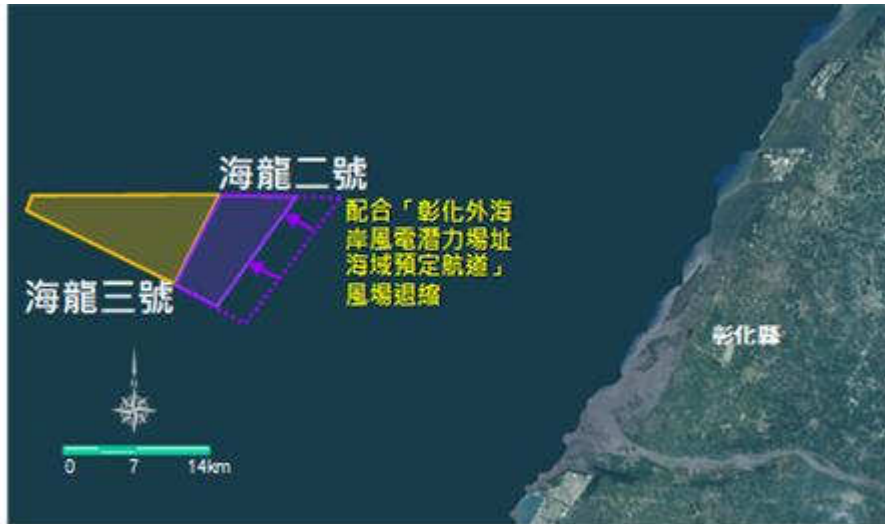 海龍二號
配合「彰化外海
岸風電潛力場址
海域預定航道」
風場退縮
海龍三號
彰化縣
0 7 14km